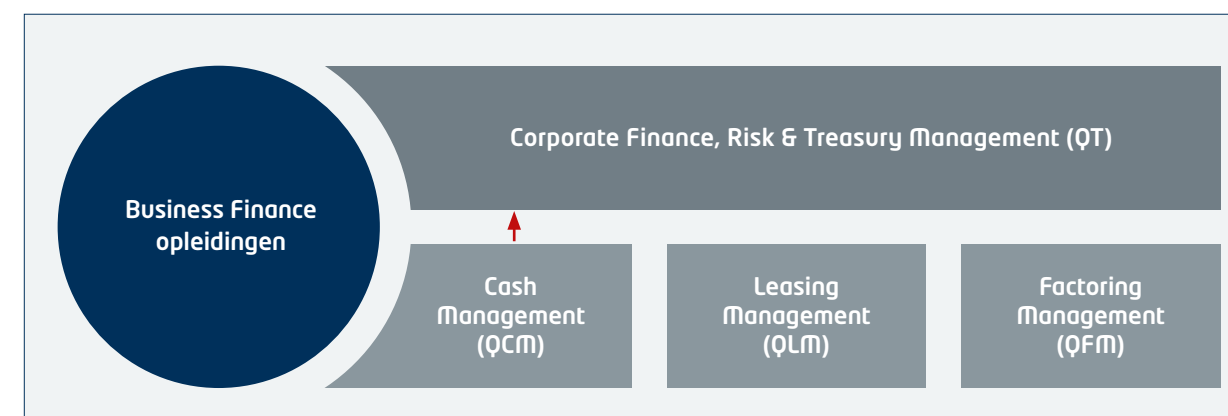 Corporate Finance, Risk & Treasury Management (QT)
Business Finance
opleidingen
Cash
Management
(QCM)
Leasing
Management
(QLM)
Factoring
Management
(QFM)